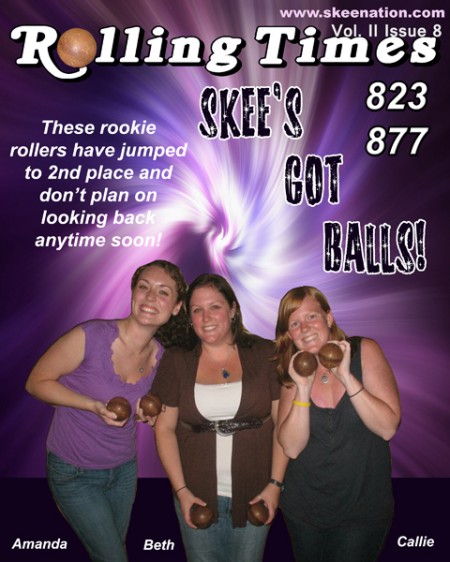 www.skeenation.com
Vol. II Issue 8
Rolling Times
SKEE'S
GOT
BALLS!
823
877
These rookie
rollers have jumped
to 2nd place and
don't plan on
looking back
anytime soon!
Amanda
Beth
Callie